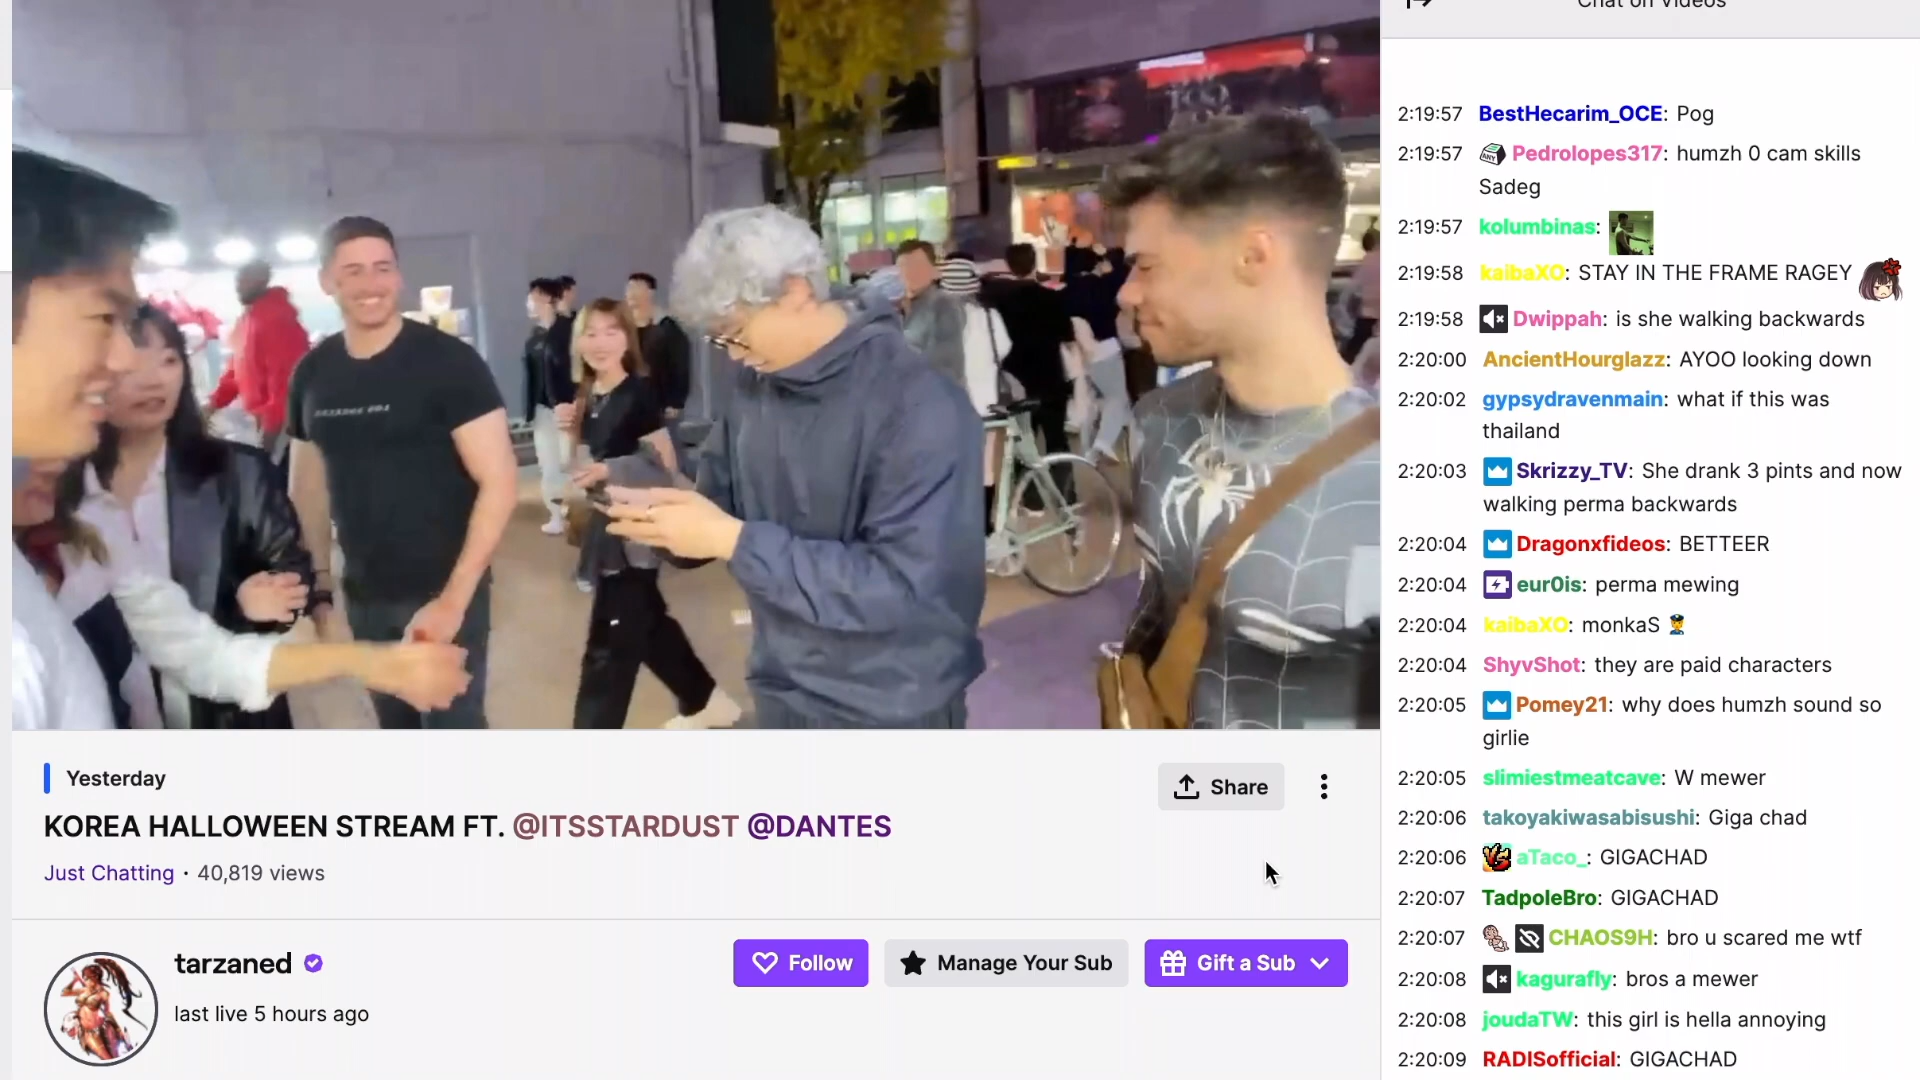 Chat on Videos
2:19:57 BestHecarim_OCE: Pog
2:19:57 Pedrolopes317: humzh 0 cam skills
Sadeg
2:19:57 kolumbinas:
2:19:58 kaibaXO: STAY IN THE FRAME RAGEY
2:19:58 Dwippah: is she walking backwards
2:20:00 AncientHourglazz: AYOO looking down
2:20:02 gypsydravenmain: what if this was
thailand
2:20:03 Skrizzy_TV: She drank 3 pints and now
walking perma backwards
2:20:04 Dragonxfideos: BETTEER
2:20:04 eur0is: perma mewing
2:20:04 kaibaXO: monkaS 👮
2:20:04 ShyvShot: they are paid characters
2:20:05 Pomey21: why does humzh sound so
girlie
2:20:05 slimiestmeatcave: W mewer
2:20:06 takoyakiwasabisushi: Giga chad
2:20:06 aTaco_: GIGACHAD
2:20:07 TadpoleBro: GIGACHAD
2:20:07 CHAOS9H: bro u scared me wtf
2:20:08 kagurafly: bros a mewer
2:20:08 joudaTW: this girl is hella annoying
2:20:09 RADISofficial: GIGACHAD
Yesterday
Share
KOREA HALLOWEEN STREAM FT. @ITSSTARDUST @DANTES
Just Chatting · 40,819 views
tarzaned
last live 5 hours ago
Follow
Manage Your Sub
Gift a Sub